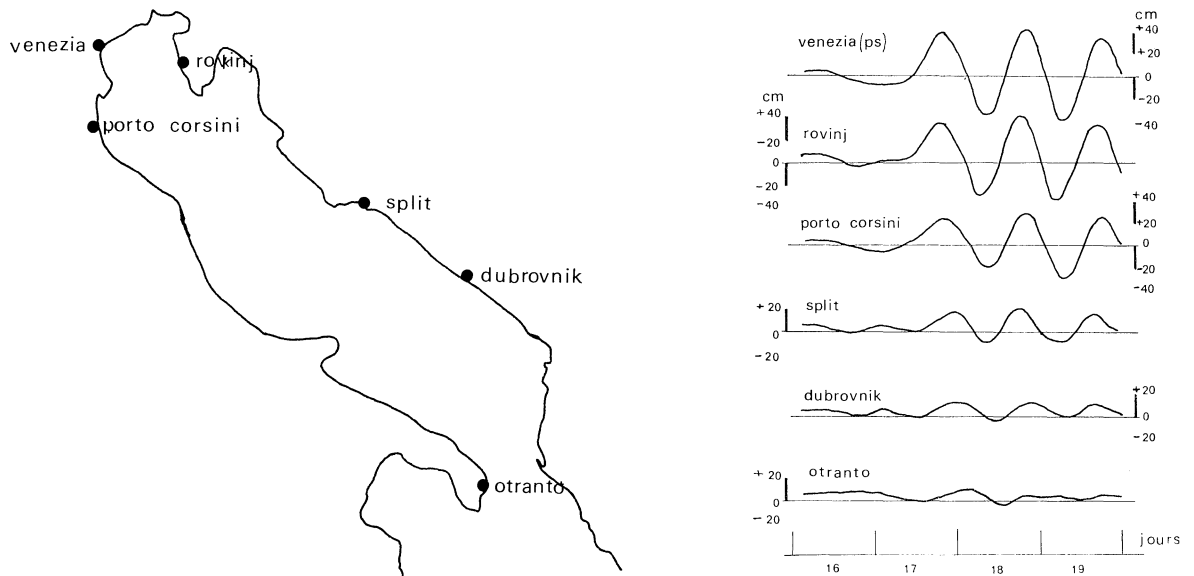 venezia
rovinj
porto corsini
split
dubrovnik
otranto
cm
+40
+20
0
-20
-40
venezia (ps)
cm
+40
-20
0
-20
-40
rovinj
+40
+20
0
-20
-40
porto corsini
+20
0
-20
split
+20
0
-20
dubrovnik
+20
0
-20
otranto
jours
16 17 18 19